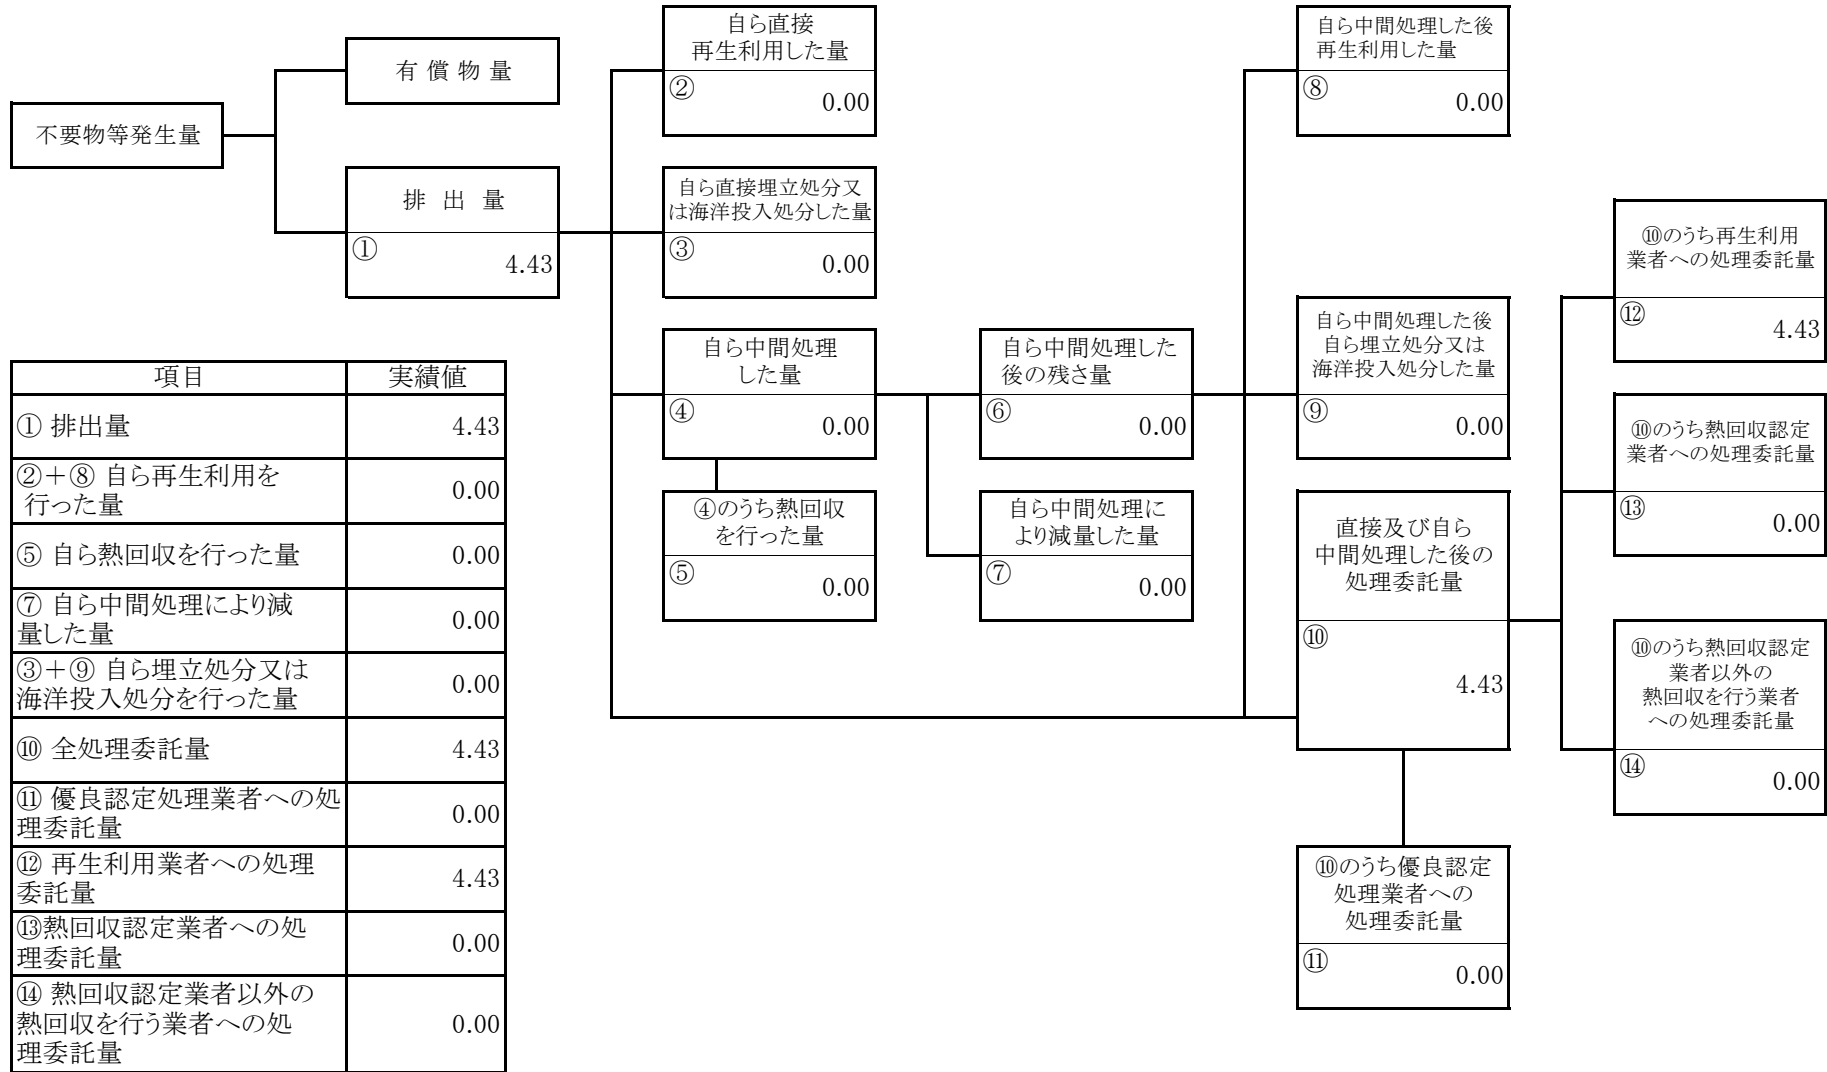 自ら直接
再生利用した量
②
0.00
自ら中間処理した後
再生利用した量
⑧
0.00
有 償 物 量
不要物等発生量
排 出 量
①
4.43
自ら直接埋立処分又
は海洋投入処分した量
③
0.00
⑩のうち再生利用
業者への処理委託量
⑫
4.43
自ら中間処理
した量
④
0.00
自ら中間処理した
後の残さ量
⑥
0.00
自ら中間処理した後
自ら埋立処分又は
海洋投入処分した量
⑨
0.00
⑩のうち熱回収認定
業者への処理委託量
⑬
0.00
④のうち熱回収
を行った量
⑤
0.00
自ら中間処理に
より減量した量
⑦
0.00
直接及び自ら
中間処理した後の
処理委託量
⑩
4.43
⑩のうち熱回収認定
業者以外の
熱回収を行う業者
への処理委託量
⑭
0.00
⑩のうち優良認定
処理業者への
処理委託量
⑪
0.00
項目 実績値
① 排出量 4.43
②＋⑧ 自ら再生利用を
行った量 0.00
⑤ 自ら熱回収を行った量 0.00
⑦ 自ら中間処理により減
量した量 0.00
③＋⑨ 自ら埋立処分又は
海洋投入処分を行った量 0.00
⑩ 全処理委託量 4.43
⑪ 優良認定処理業者への処
理委託量 0.00
⑫ 再生利用業者への処理
委託量 4.43
⑬熱回収認定業者への処
理委託量 0.00
⑭ 熱回収認定業者以外の
熱回収を行う業者への処
理委託量 0.00